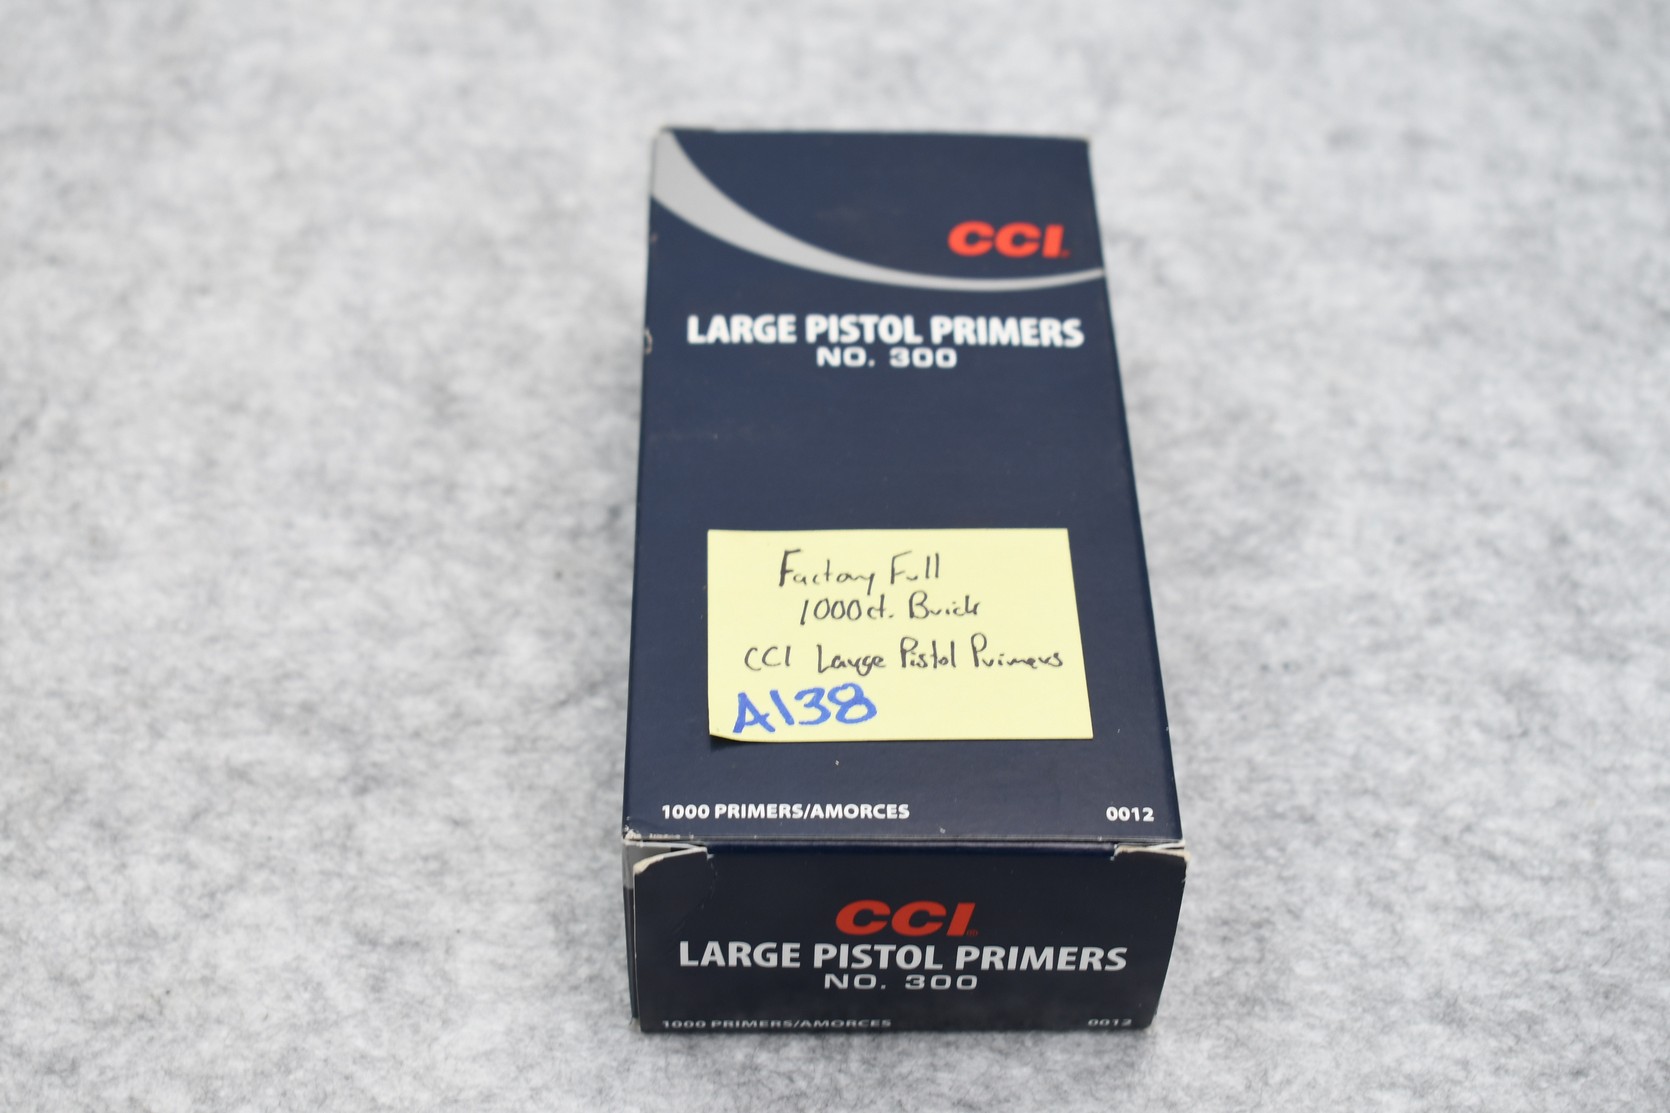 CCI
LARGE PISTOL PRIMERS
NO. 300
Factory Full
1000ct. Brick
CCI Large Pistol Primers
A138
1000 PRIMERS/AMORCES 0012
CCI
LARGE PISTOL PRIMERS
NO. 300
1000 PRIMERS/AMORCES 0012